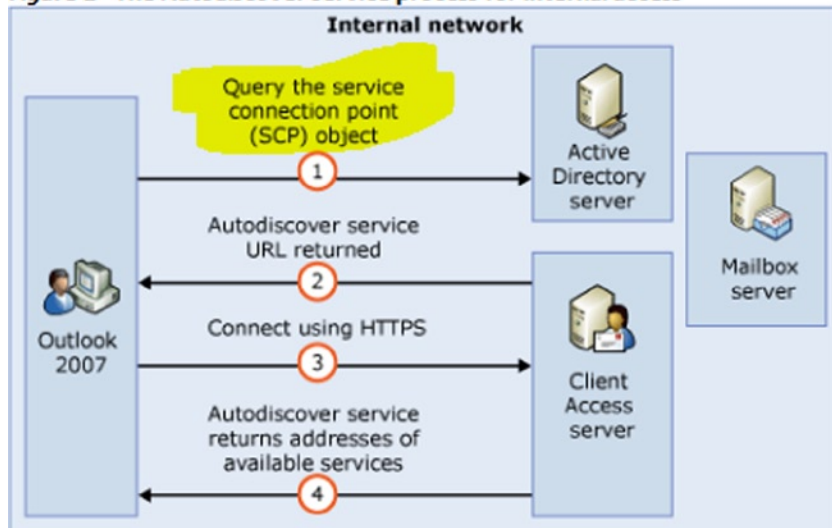 Internal network
Query the service
connection point
(SCP) object
1
Active
Directory
server
Autodiscover service
URL returned
2
Mailbox
server
Outlook
2007
Connect using HTTPS
3
Client
Access
server
Autodiscover service
returns addresses of
available services
4